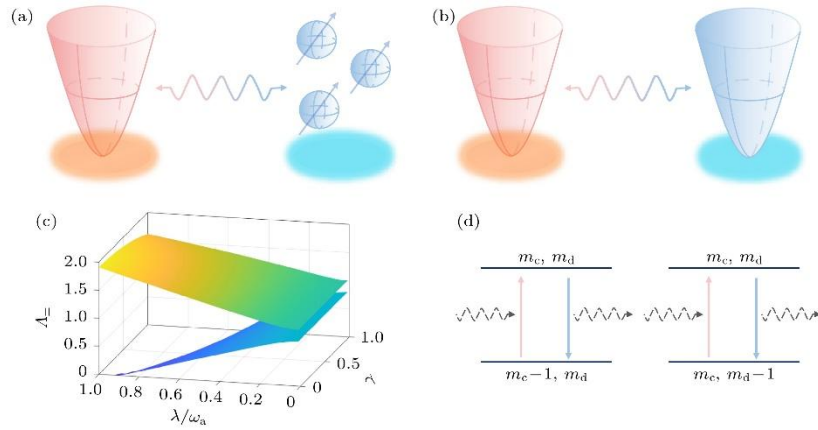 (a)
(b)
(c)
Λ±
2.0
1.5
1.0
0.5
0
1.0 0.8 0.6 0.4 0.2 0
λ/ωa
0
0.5
1.0
γ
(d)
mc, md
mc, md
mc−1, md
mc, md−1